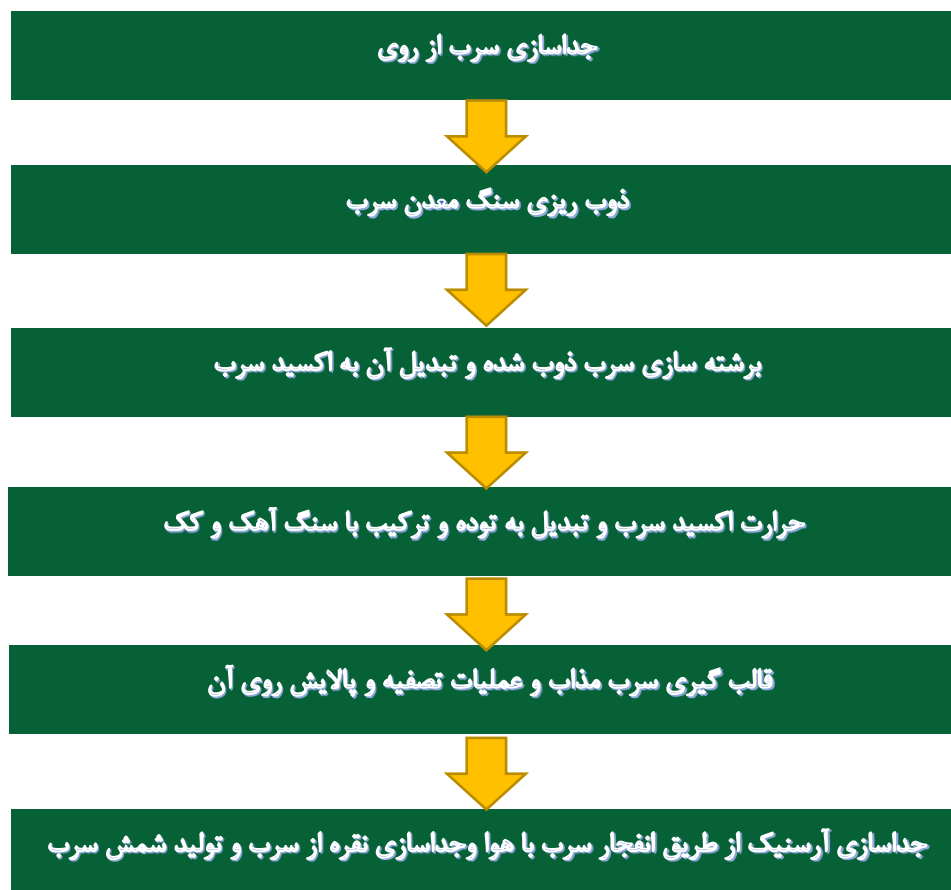 جداسازی سرب از روی
ذوب ریزی سنگ معدن سرب
برشته سازی سرب ذوب شده و تبدیل آن به اکسید سرب
حرارت اکسید سرب و تبدیل به توده و ترکیب با سنگ آهک و کک
قالب گیری سرب مذاب و عملیات تصفیه و پالایش روی آن
جداسازی آرسنیک از طریق انفجار سرب با هوا وجداسازی نقره از سرب و تولید شمش سرب